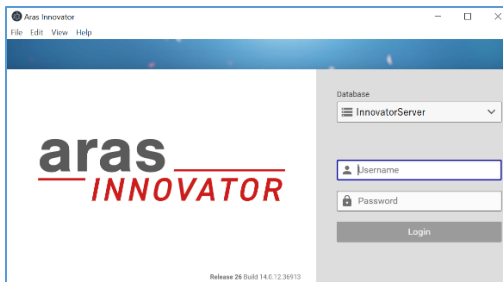 Aras Innovator
File Edit View Help
Database
InnovatorServer
aras
INNOVATOR
Username
Password
Login
Release 26 Build 14.0.12.36913